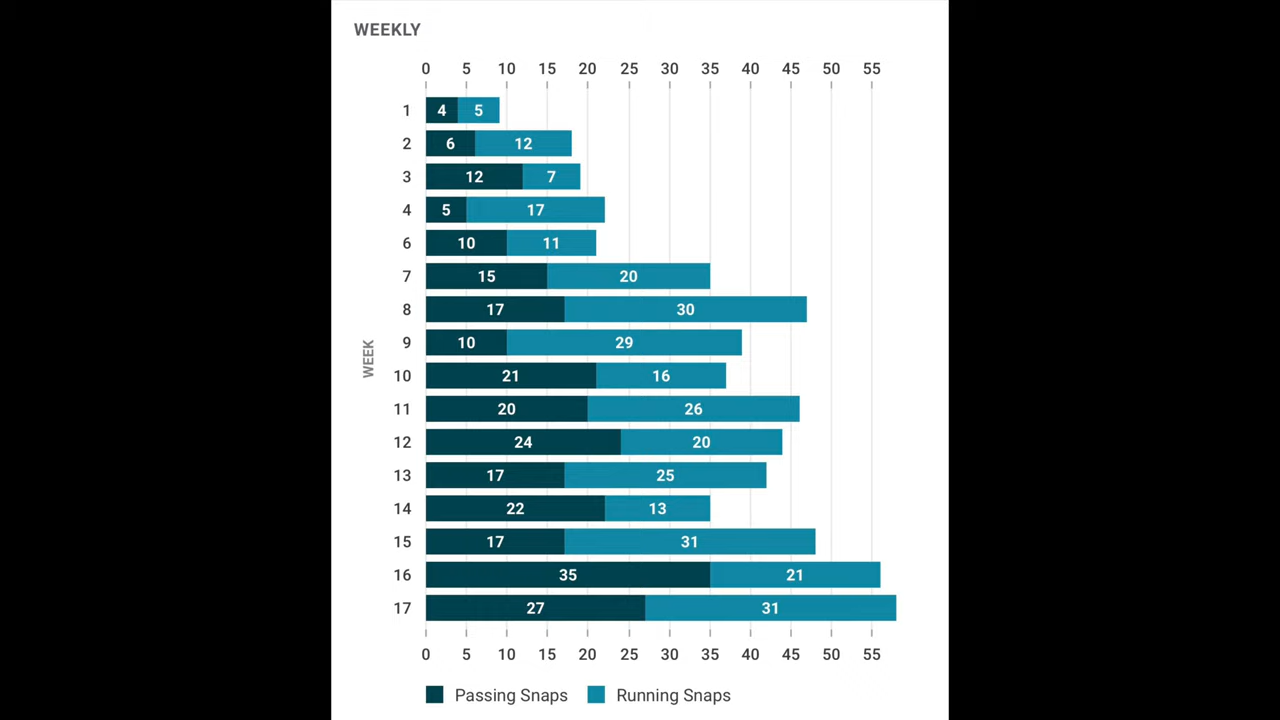 WEEKLY
0 5 10 15 20 25 30 35 40 45 50 55
1 4 5
2 6 12
3 12 7
4 5 17
6 10 11
7 15 20
8 17 30
9 10 29
WEEK
10 21 16
11 20 26
12 24 20
13 17 25
14 22 13
15 17 31
16 35 21
17 27 31
0 5 10 15 20 25 30 35 40 45 50 55
Passing Snaps Running Snaps